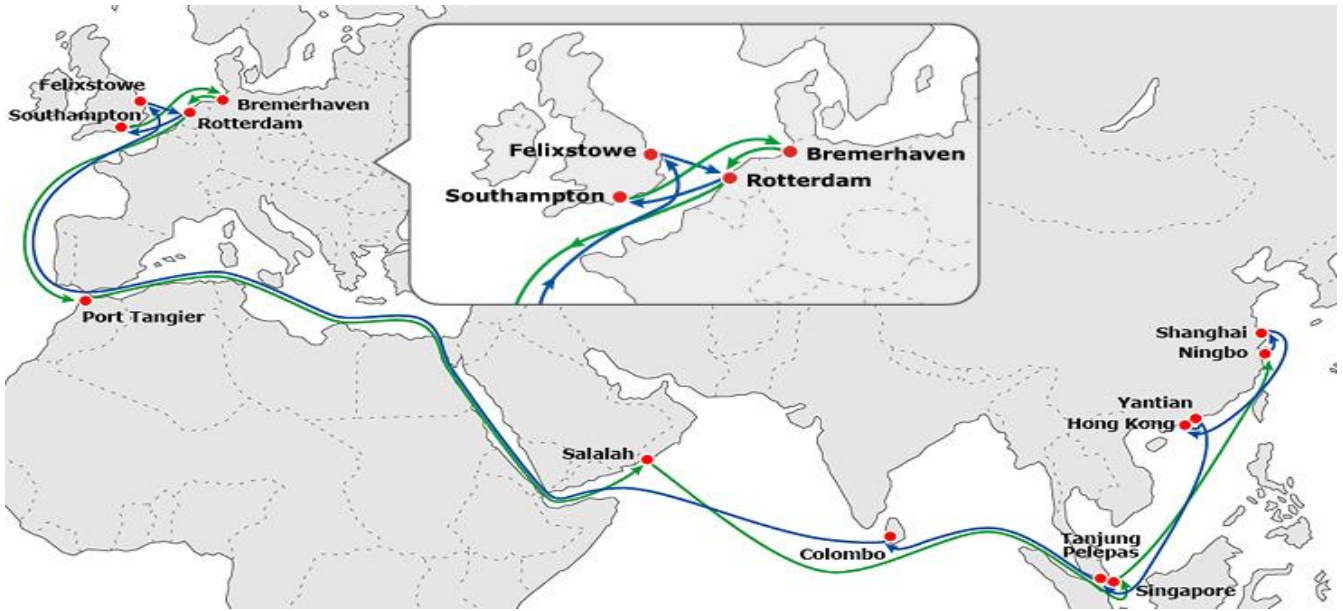 Felixstowe
Southampton
Bremerhaven
Rotterdam
Felixstowe
Bremerhaven
Rotterdam
Southampton
Port Tangier
Shanghai
Ningbo
Yantian
Hong Kong
Salalah
Colombo
Tanjung
Pelepas
Singapore